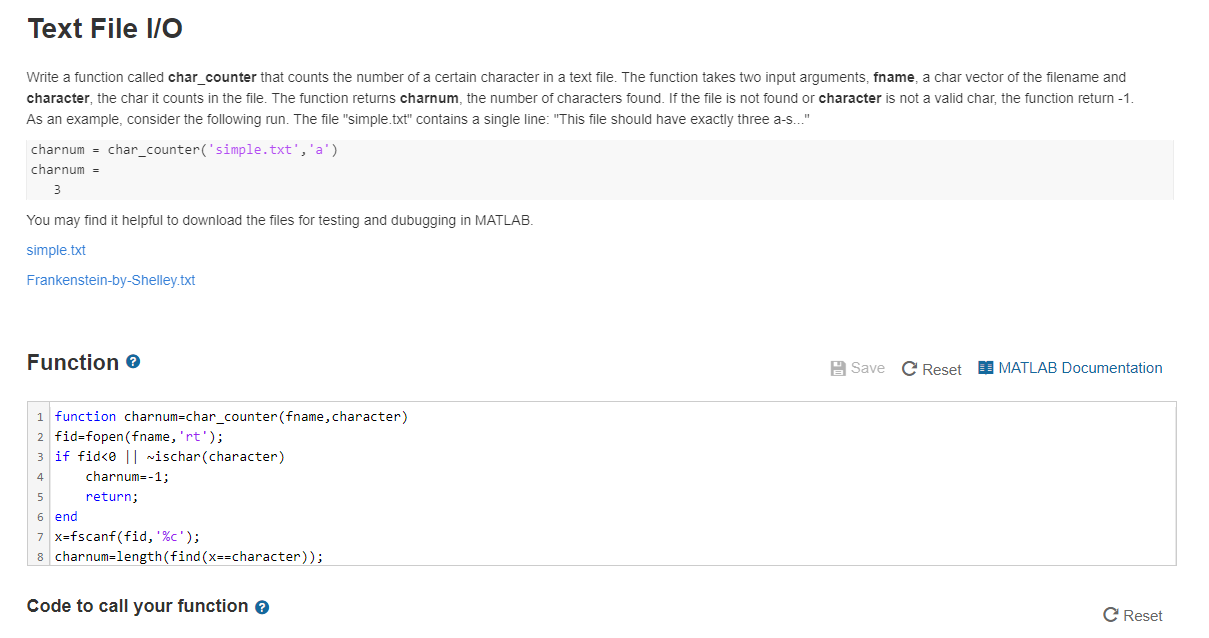 Text File I/O
Write a function called char_counter that counts the number of a certain character in a text file. The function takes two input arguments, fname, a char vector of the filename and
character, the char it counts in the file. The function returns charnum, the number of characters found. If the file is not found or character is not a valid char, the function return -1.
As an example, consider the following run. The file "simple.txt" contains a single line: "This file should have exactly three a-s..."
charnum = char_counter('simple.txt','a')
charnum =
3
You may find it helpful to download the files for testing and dubugging in MATLAB.
simple.txt
Frankenstein-by-Shelley.txt
Function ?
Save Reset MATLAB Documentation
1 function charnum=char_counter(fname,character)
2 fid=fopen(fname,'rt');
3 if fid<0 || ~ischar(character)
4 charnum=-1;
5 return;
6 end
7 x=fscanf(fid,'%c');
8 charnum=length(find(x==character));
Code to call your function ?
Reset